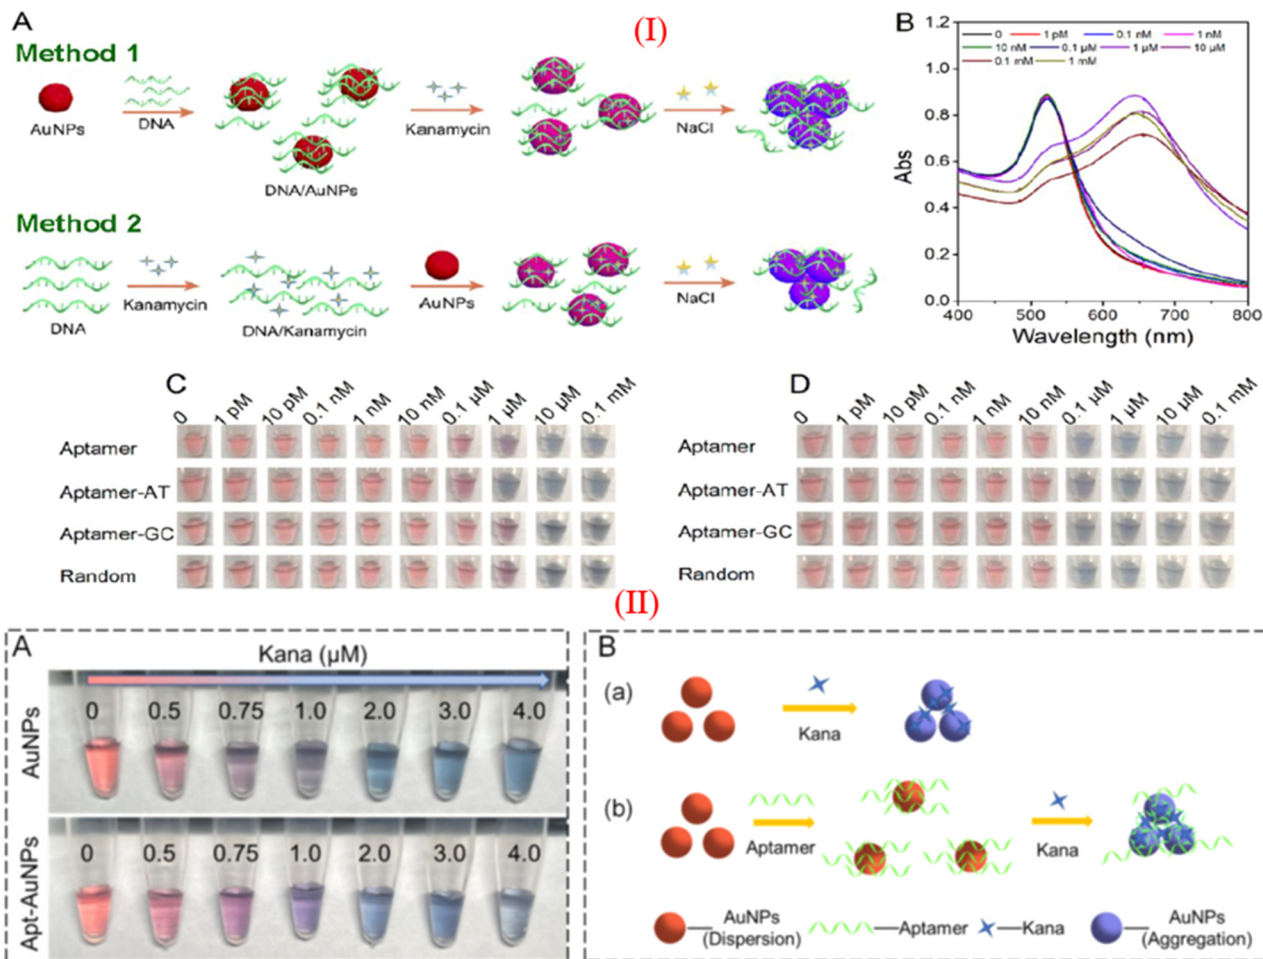 (I)
A
Method 1
AuNPs
DNA
DNA/AuNPs
Kanamycin
NaCl
Method 2
DNA
Kanamycin
DNA/Kanamycin
AuNPs
NaCl
B
0 1 pM 0.1 nM 1 nM
10 nM 0.1 µM 1 µM 10 µM
0.1 mM 1 mM
1.2
1.0
0.8
0.6
0.4
0.2
0.0
Abs
400 500 600 700 800
Wavelength (nm)
C
0 1 pM 10 pM 0.1 nM 1 nM 10 nM 0.1 µM 1 µM 10 µM 0.1 mM
Aptamer
Aptamer-AT
Aptamer-GC
Random
D
0 1 pM 10 pM 0.1 nM 1 nM 10 nM 0.1 µM 1 µM 10 µM 0.1 mM
Aptamer
Aptamer-AT
Aptamer-GC
Random
(II)
A
Kana (µM)
0 0.5 0.75 1.0 2.0 3.0 4.0
AuNPs
0 0.5 0.75 1.0 2.0 3.0 4.0
Apt-AuNPs
B
(a)
Kana
(b)
Aptamer
Kana
AuNPs
(Dispersion)
Aptamer
Kana
AuNPs
(Aggregation)